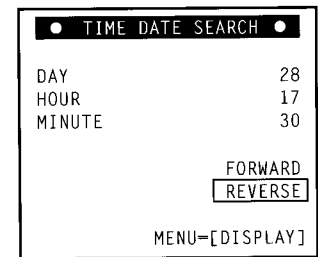 ● TIME DATE SEARCH ●
DAY 28
HOUR 17
MINUTE 30
FORWARD
REVERSE
MENU=[DISPLAY]